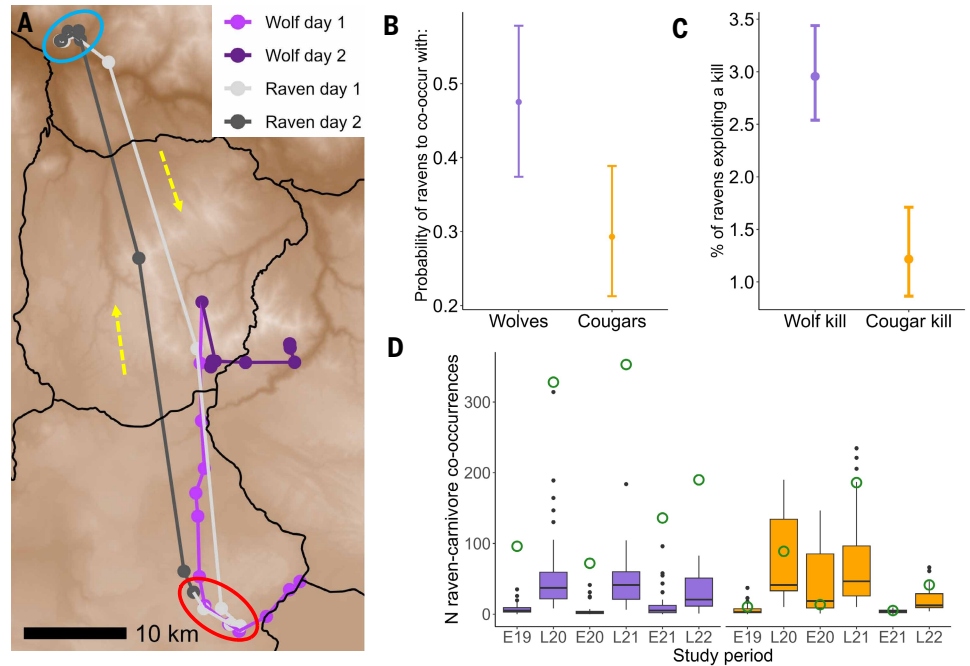 A
Wolf day 1
Wolf day 2
Raven day 1
Raven day 2
10 km
B
Probability of ravens to co-occur with:
0.5
0.4
0.3
0.2
Wolves
Cougars
C
% of ravens exploting a kill
3.5
3.0
2.5
2.0
1.5
1.0
Wolf kill
Cougar kill
D
N raven-carnivore co-occurrences
300
200
100
0
E19 L20 E20 L21 E21 L22 E19 L20 E20 L21 E21 L22
Study period